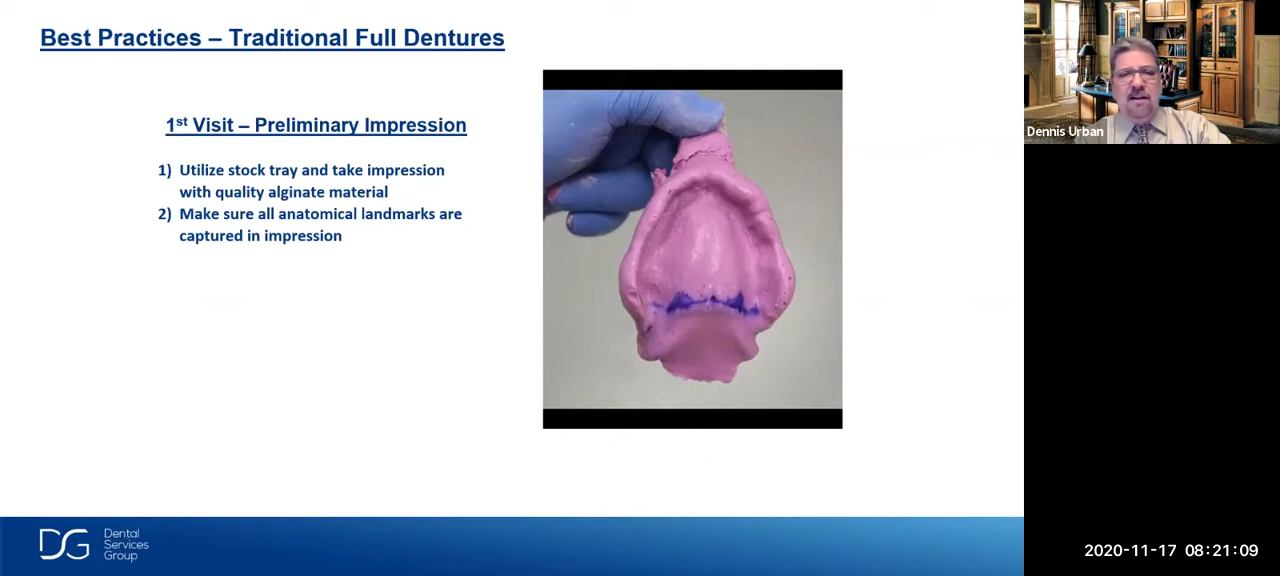 Best Practices – Traditional Full Dentures
1st Visit – Preliminary Impression
1) Utilize stock tray and take impression
with quality alginate material
2) Make sure all anatomical landmarks are
captured in impression
Dennis Urban
DG
Dental
Services
Group
2020-11-17 08:21:09